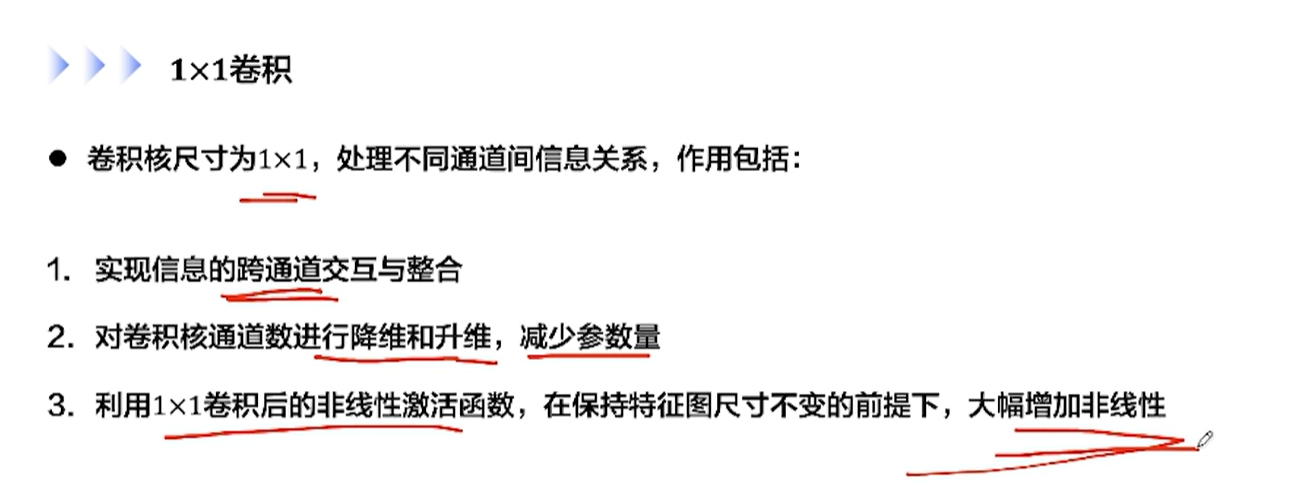 1×1卷积
● 卷积核尺寸为1×1，处理不同通道间信息关系，作用包括：
1. 实现信息的跨通道交互与整合
2. 对卷积核通道数进行降维和升维，减少参数量
3. 利用1×1卷积后的非线性激活函数，在保持特征图尺寸不变的前提下，大幅增加非线性